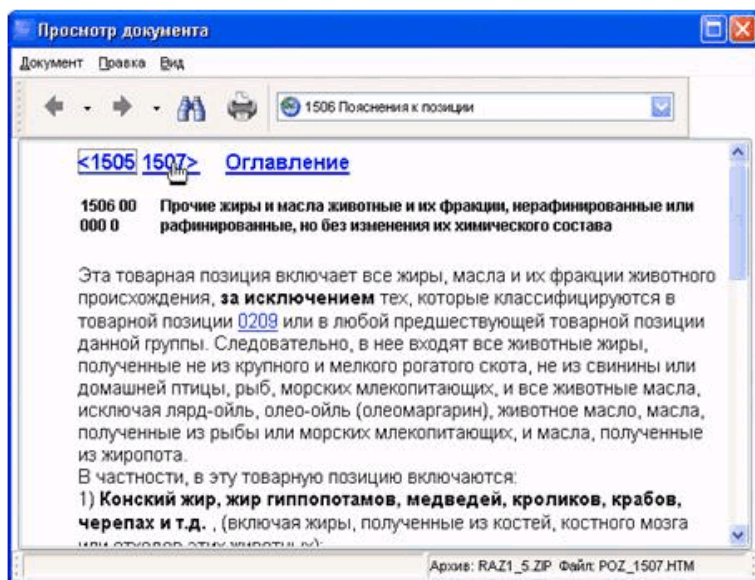 Просмотр документа
Документ Правка Вид
1506 Пояснения к позиции
<1505 1507> Оглавление
1506 00 Прочие жиры и масла животные и их фракции, нерафинированные или
000 0 рафинированные, но без изменения их химического состава
Эта товарная позиция включает все жиры, масла и их фракции животного
происхождения, за исключением тех, которые классифицируются в
товарной позиции 0209 или в любой предшествующей товарной позиции
данной группы. Следовательно, в нее входят все животные жиры,
полученные не из крупного и мелкого рогатого скота, не из свинины или
домашней птицы, рыб, морских млекопитающих, и все животные масла,
исключая лярд-ойль, олео-ойль (олеомаргарин), животное масло, масла,
полученные из рыбы или морских млекопитающих, и масла, полученные
из жиропота.
В частности, в эту товарную позицию включаются:
1) Конский жир, жир гиппопотамов, медведей, кроликов, крабов,
черепах и т.д. , (включая жиры, полученные из костей, костного мозга
или отходов этих животных);
Архив: RAZ1_5.ZIP Файл: POZ_1507.HTM